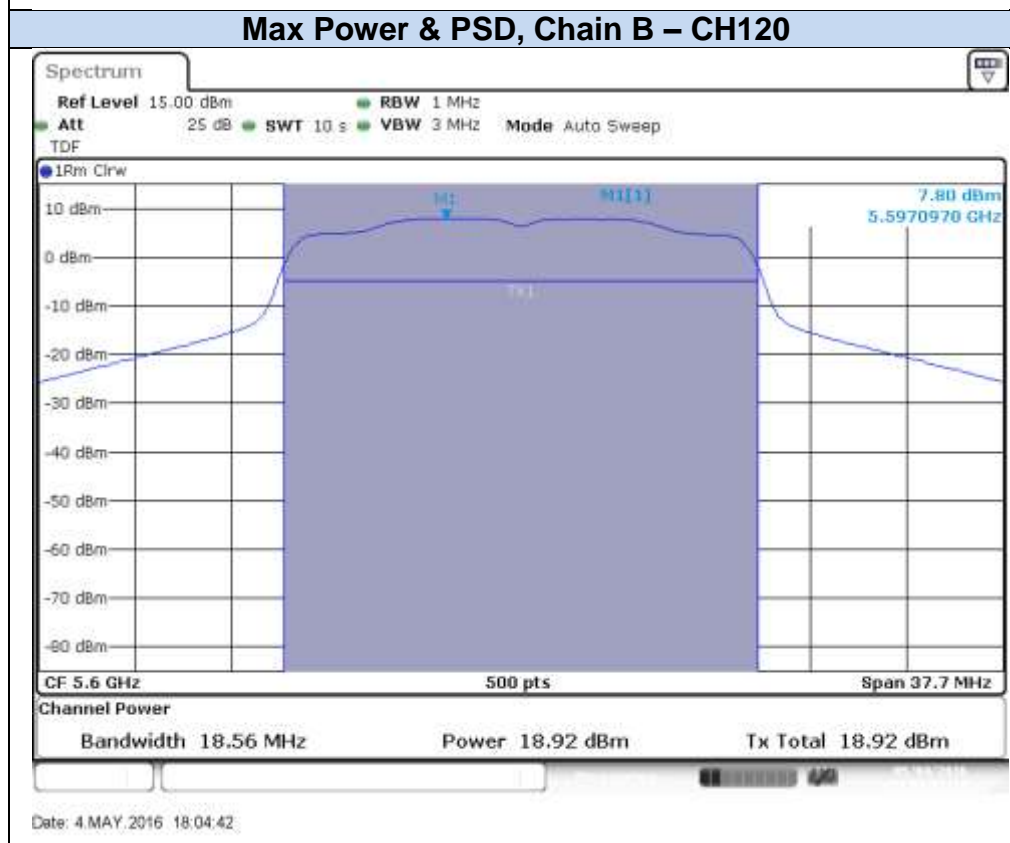 Max Power & PSD, Chain B – CH120
Spectrum
Ref Level 15.00 dBm RBW 1 MHz
Att 25 dB SWT 10 s VBW 3 MHz Mode Auto Sweep
TDF
1Rm Clrw
M1 M1[1] 7.80 dBm
5.5970970 GHz
10 dBm
0 dBm
Tx1
-10 dBm
-20 dBm
-30 dBm
-40 dBm
-50 dBm
-60 dBm
-70 dBm
-80 dBm
CF 5.6 GHz 500 pts Span 37.7 MHz
Channel Power
Bandwidth 18.56 MHz Power 18.92 dBm Tx Total 18.92 dBm
Date: 4.MAY.2016 18:04:42